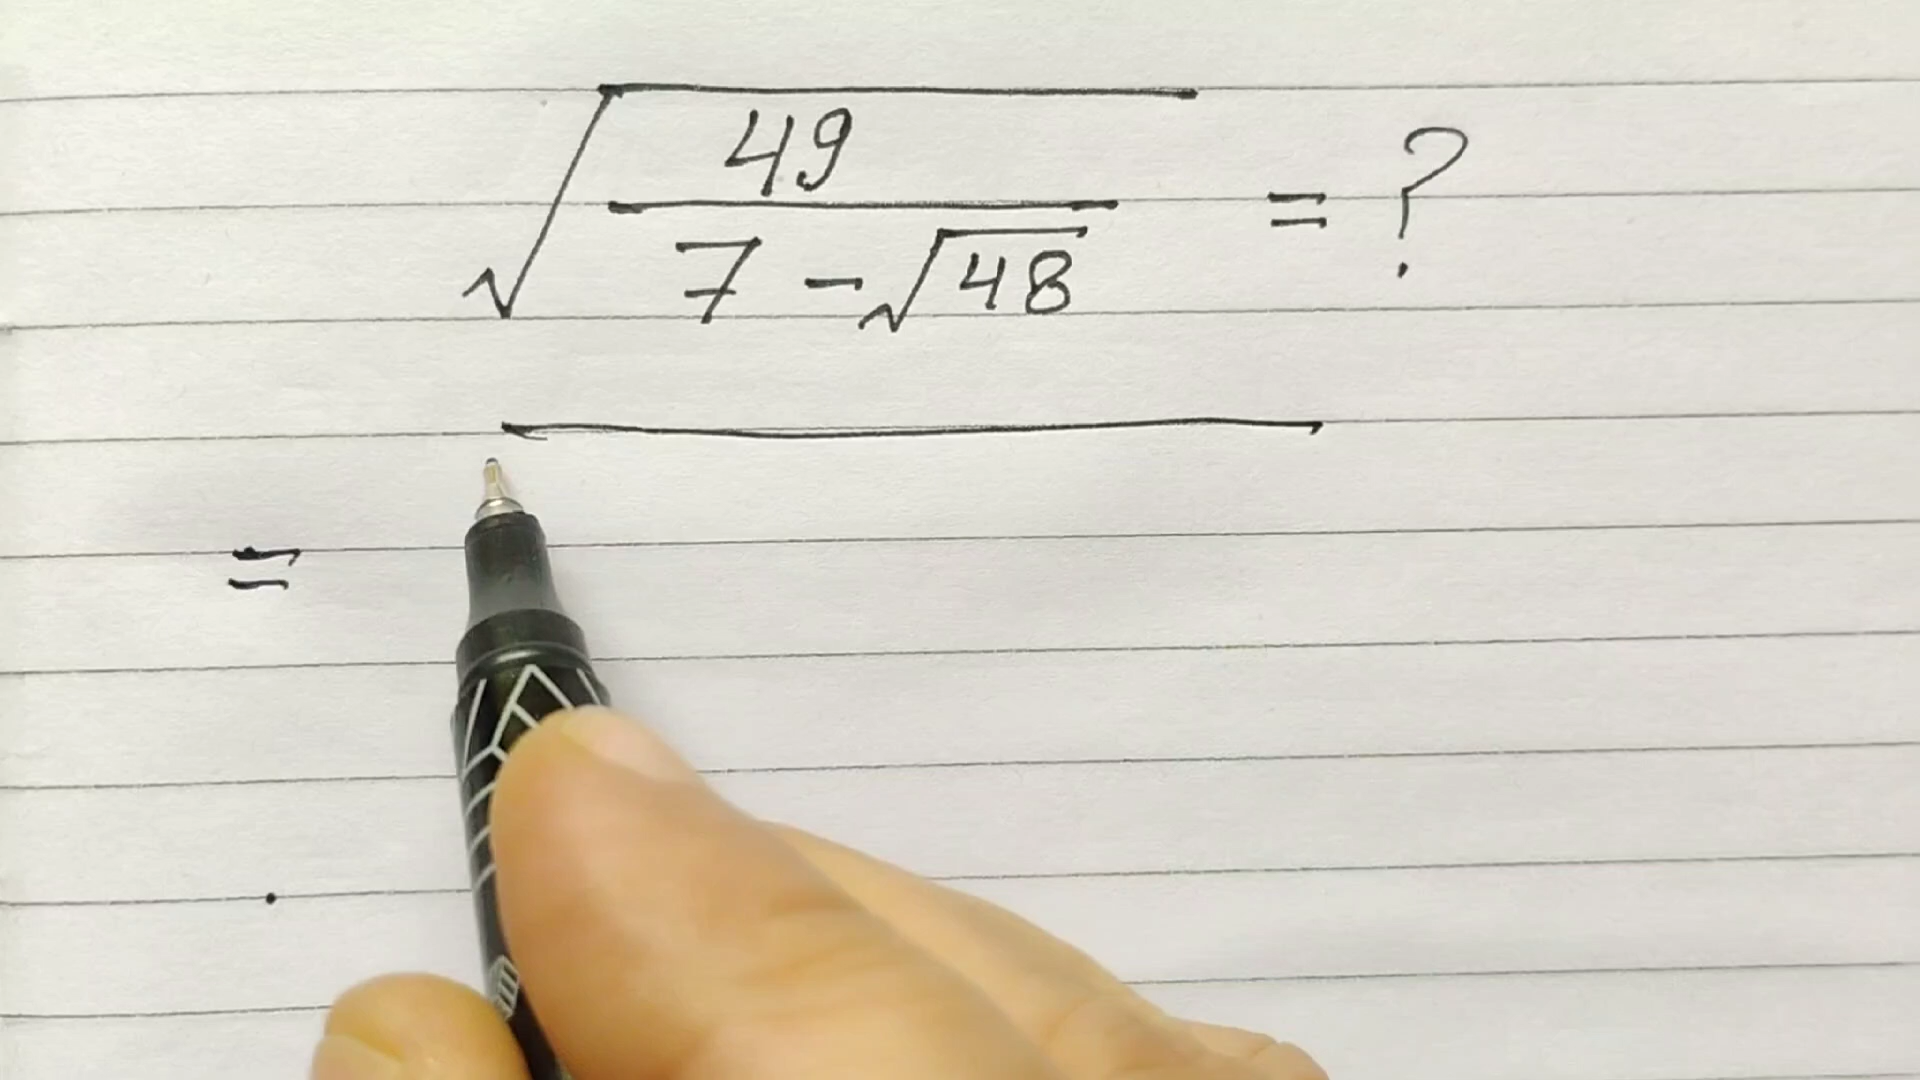 √(49 / (7 - √48)) = ?
=